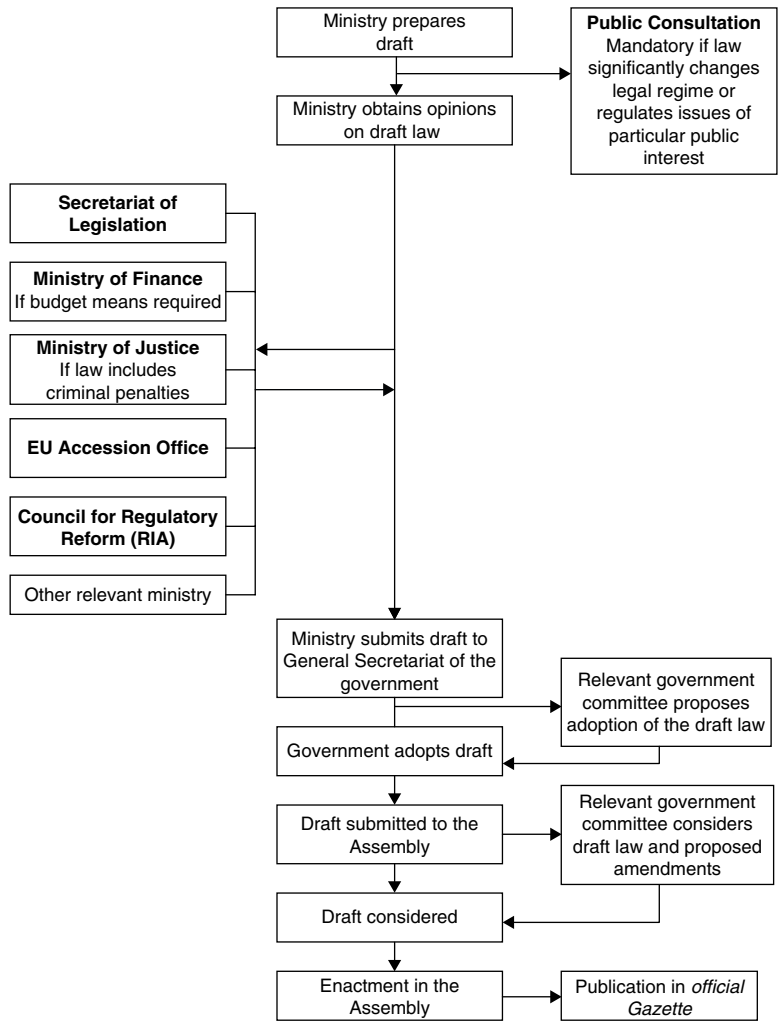 Ministry prepares
draft
Public Consultation
Mandatory if law
significantly changes
legal regime or
regulates issues of
particular public
interest
Ministry obtains opinions
on draft law
Secretariat of
Legislation
Ministry of Finance
If budget means required
Ministry of Justice
If law includes
criminal penalties
EU Accession Office
Council for Regulatory
Reform (RIA)
Other relevant ministry
Ministry submits draft to
General Secretariat of the
government
Relevant government
committee proposes
adoption of the draft law
Government adopts draft
Draft submitted to the
Assembly
Relevant government
committee considers
draft law and proposed
amendments
Draft considered
Enactment in the
Assembly
Publication in official
Gazette